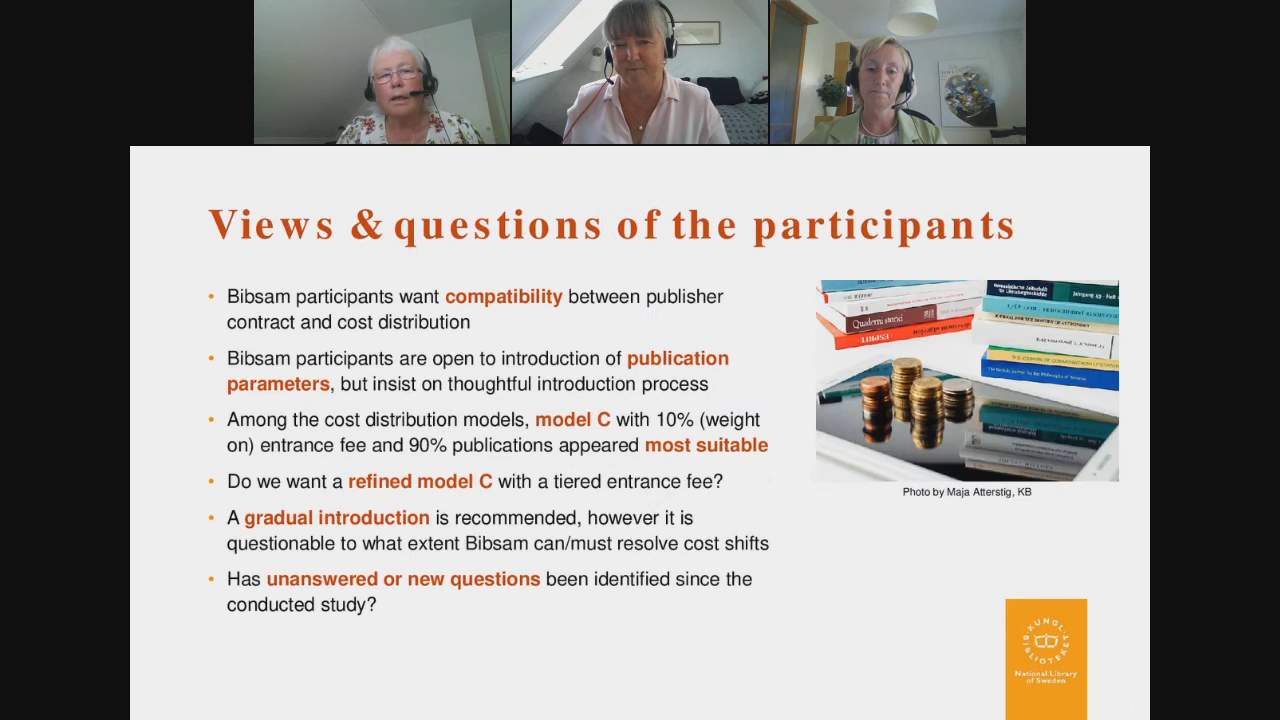 Views & questions of the participants
• Bibsam participants want compatibility between publisher
contract and cost distribution
• Bibsam participants are open to introduction of publication
parameters, but insist on thoughtful introduction process
• Among the cost distribution models, model C with 10% (weight
on) entrance fee and 90% publications appeared most suitable
• Do we want a refined model C with a tiered entrance fee?
• A gradual introduction is recommended, however it is
questionable to what extent Bibsam can/must resolve cost shifts
• Has unanswered or new questions been identified since the
conducted study?
Quaderni storici
ESPRIT
Photo by Maja Atterstig, KB
KUNGL.
BIBLIOTEKET
National Library
of Sweden